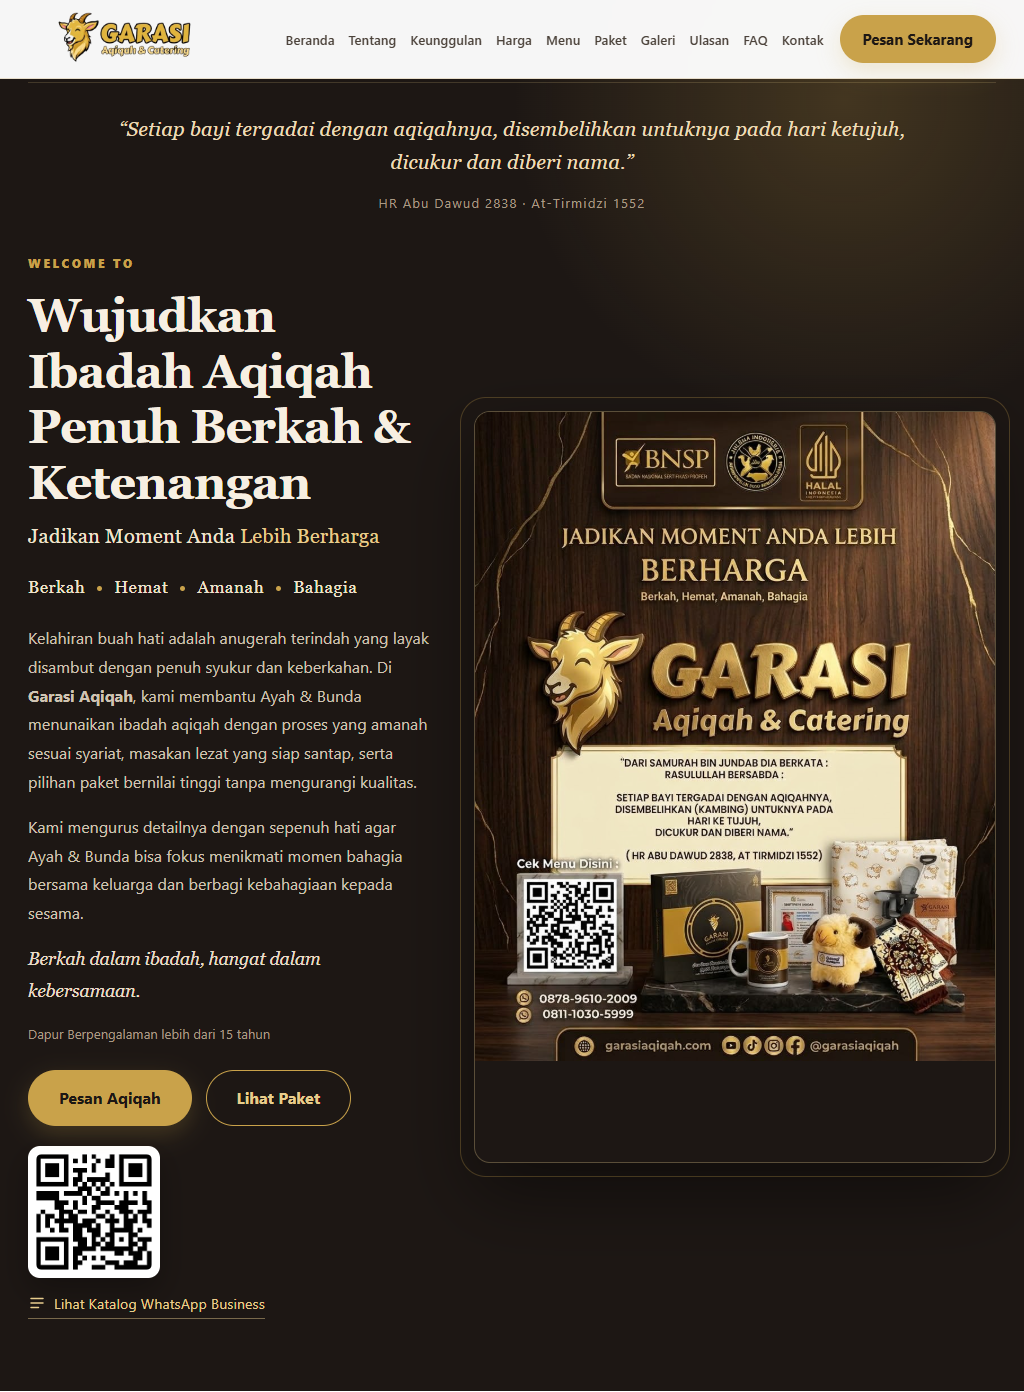 GARASI
Aqiqah & Catering
Beranda Tentang Keunggulan Harga Menu Paket Galeri Ulasan FAQ Kontak
Pesan Sekarang
“Setiap bayi tergadai dengan aqiqahnya, disembelihkan untuknya pada hari ketujuh,
dicukur dan diberi nama.”
HR Abu Dawud 2838 · At-Tirmidzi 1552
WELCOME TO
Wujudkan
Ibadah Aqiqah
Penuh Berkah &
Ketenangan
Jadikan Moment Anda Lebih Berharga
Berkah • Hemat • Amanah • Bahagia
Kelahiran buah hati adalah anugerah terindah yang layak
disambut dengan penuh syukur dan keberkahan. Di
Garasi Aqiqah, kami membantu Ayah & Bunda
menunaikan ibadah aqiqah dengan proses yang amanah
sesuai syariat, masakan lezat yang siap santap, serta
pilihan paket bernilai tinggi tanpa mengurangi kualitas.
Kami mengurus detailnya dengan sepenuh hati agar
Ayah & Bunda bisa fokus menikmati momen bahagia
bersama keluarga dan berbagi kebahagiaan kepada
sesama.
Berkah dalam ibadah, hangat dalam
kebersamaan.
Dapur Berpengalaman lebih dari 15 tahun
Pesan Aqiqah
Lihat Paket
Lihat Katalog WhatsApp Business
BNSP
HALAL
INDONESIA
JADIKAN MOMENT ANDA LEBIH
BERHARGA
Berkah, Hemat, Amanah, Bahagia
GARASI
Aqiqah & Catering
"DARI SAMURAH BIN JUNDAB DIA BERKATA :
RASULULLAH BERSABDA :
SETIAP BAYI TERGADAI DENGAN AQIQAHNYA,
DISEMBELIHKAN (KAMBING) UNTUKNYA PADA
HARI KE TUJUH,
DICUKUR DAN DIBERI NAMA."
( HR ABU DAWUD 2838, AT TIRMIDZI 1552)
Cek Menu Disini :
GARASI
0878-9610-2009
0811-1030-5999
garasiaqiqah.com
@garasiaqiqah